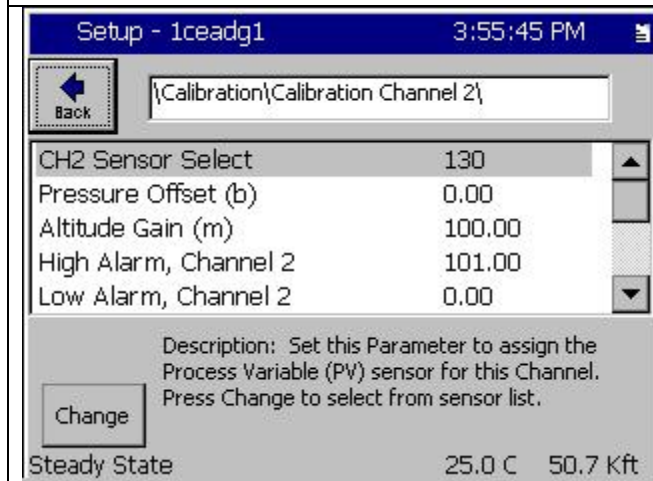 Setup - 1ceadg1 3:55:45 PM
Back
\Calibration\Calibration Channel 2\
CH2 Sensor Select 130
Pressure Offset (b) 0.00
Altitude Gain (m) 100.00
High Alarm, Channel 2 101.00
Low Alarm, Channel 2 0.00
Description: Set this Parameter to assign the
Process Variable (PV) sensor for this Channel.
Press Change to select from sensor list.
Change
Steady State 25.0 C 50.7 Kft